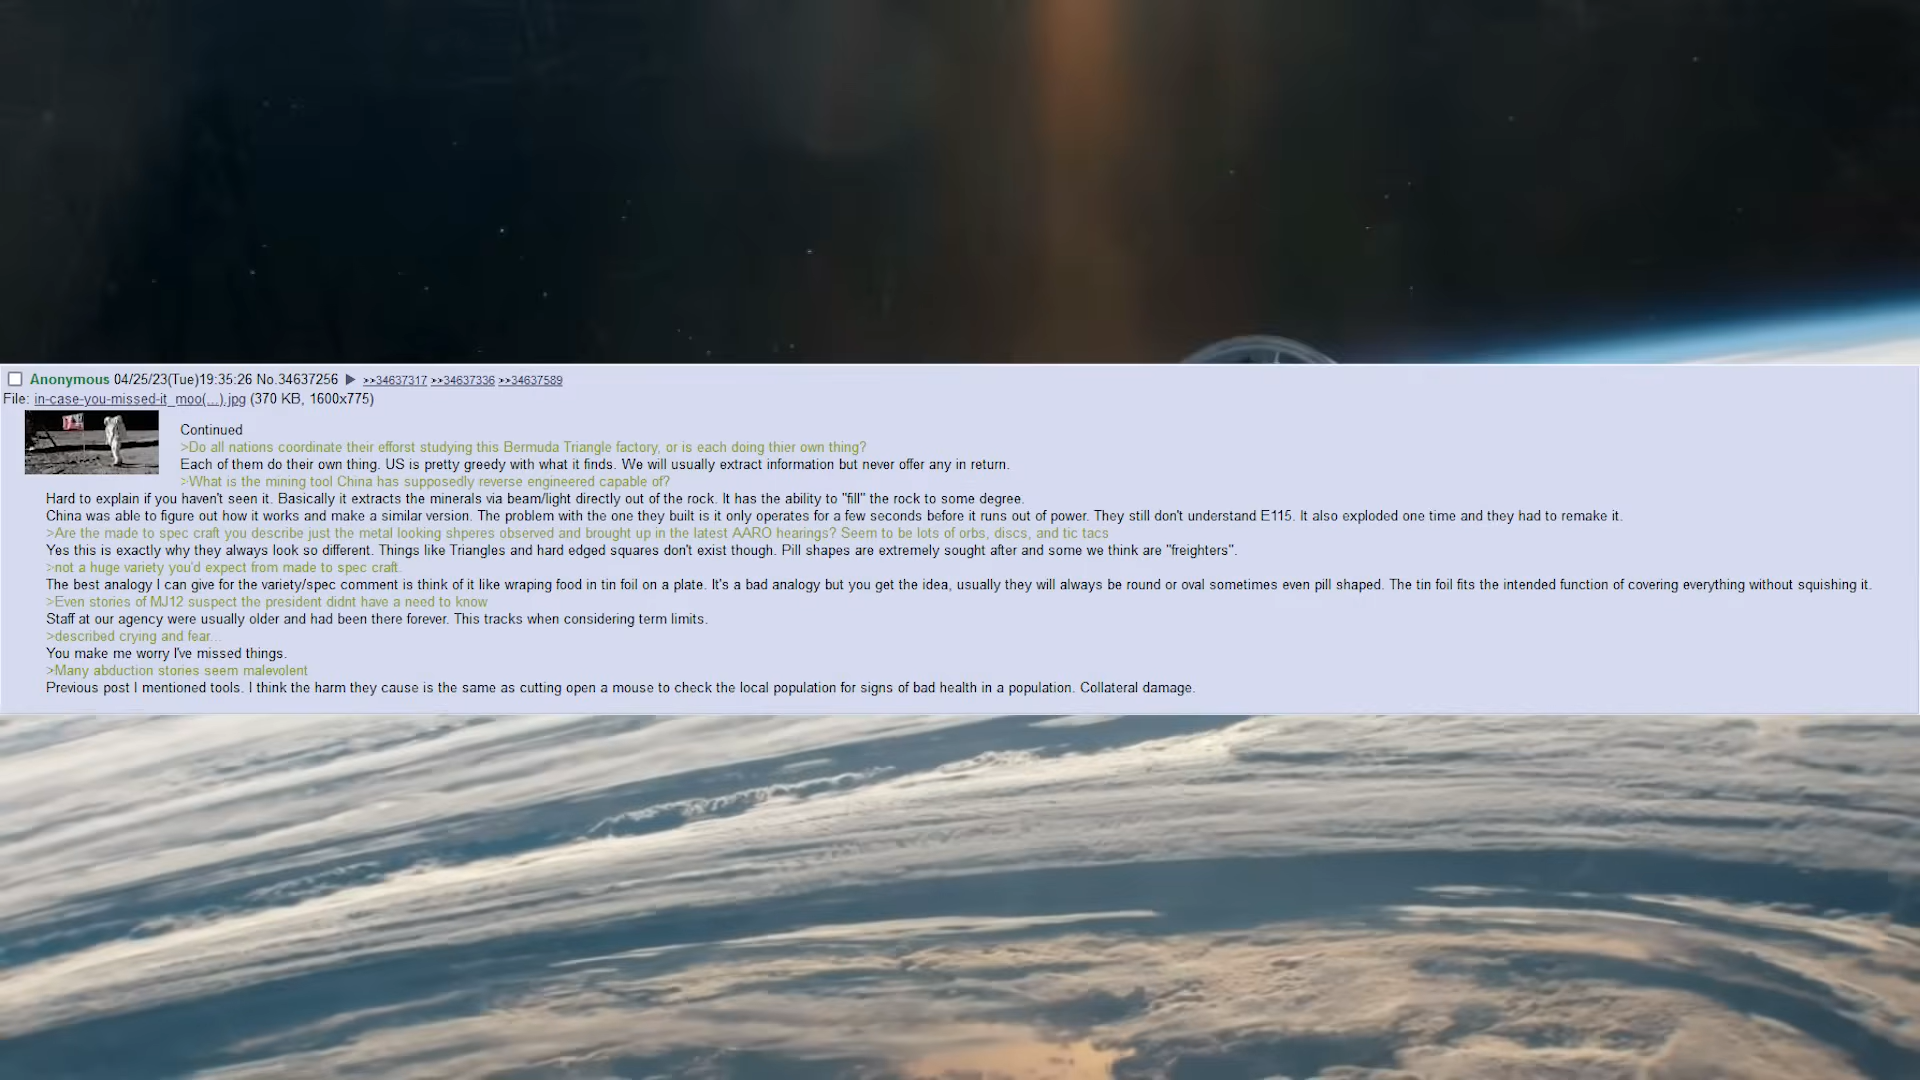 Anonymous 04/25/23(Tue)19:35:26 No.34637256 ▶ >>34637317 >>34637336 >>34637589
File: in-case-you-missed-it_moo(...).jpg (370 KB, 1600x775)
Continued
>Do all nations coordinate their efforst studying this Bermuda Triangle factory, or is each doing thier own thing?
Each of them do their own thing. US is pretty greedy with what it finds. We will usually extract information but never offer any in return.
>What is the mining tool China has supposedly reverse engineered capable of?
Hard to explain if you haven't seen it. Basically it extracts the minerals via beam/light directly out of the rock. It has the ability to "fill" the rock to some degree.
China was able to figure out how it works and make a similar version. The problem with the one they built is it only operates for a few seconds before it runs out of power. They still don't understand E115. It also exploded one time and they had to remake it.
>Are the made to spec craft you describe just the metal looking shperes observed and brought up in the latest AARO hearings? Seem to be lots of orbs, discs, and tic tacs
Yes this is exactly why they always look so different. Things like Triangles and hard edged squares don't exist though. Pill shapes are extremely sought after and some we think are "freighters".
>not a huge variety you'd expect from made to spec craft.
The best analogy I can give for the variety/spec comment is think of it like wraping food in tin foil on a plate. It's a bad analogy but you get the idea, usually they will always be round or oval sometimes even pill shaped. The tin foil fits the intended function of covering everything without squishing it.
>Even stories of MJ12 suspect the president didnt have a need to know
Staff at our agency were usually older and had been there forever. This tracks when considering term limits.
>described crying and fear...
You make me worry I've missed things.
>Many abduction stories seem malevolent
Previous post I mentioned tools. I think the harm they cause is the same as cutting open a mouse to check the local population for signs of bad health in a population. Collateral damage.